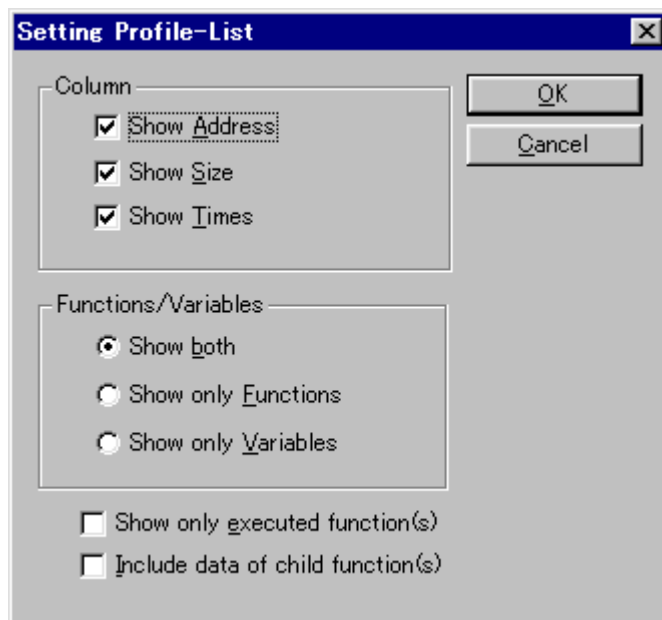 Setting Profile-List
Column
Show Address
Show Size
Show Times
OK
Cancel
Functions/Variables
Show both
Show only Functions
Show only Variables
Show only executed function(s)
Include data of child function(s)